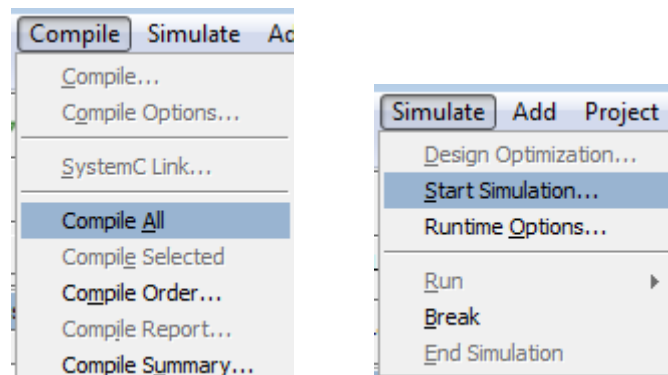 Compile Simulate Ad
Compile...
Compile Options...
SystemC Link...
Compile All
Compile Selected
Compile Order...
Compile Report...
Compile Summary...
Simulate Add Project
Design Optimization...
Start Simulation...
Runtime Options...
Run
Break
End Simulation